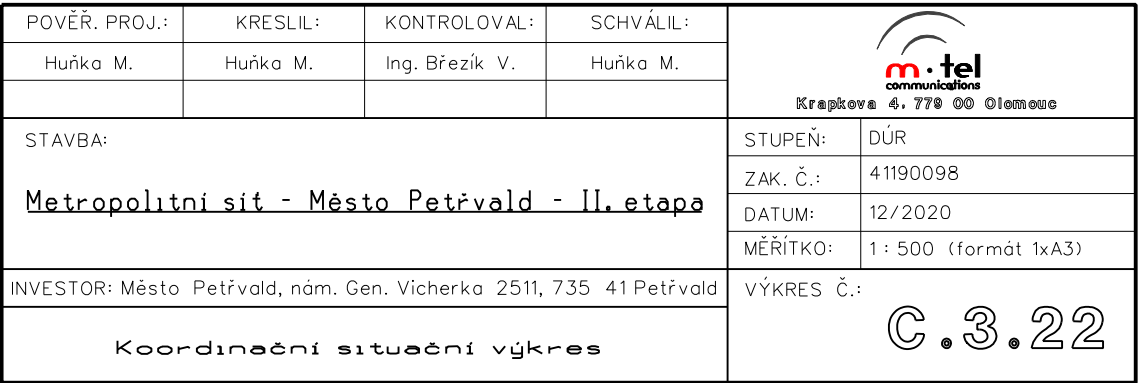 POVĚŘ. PROJ.: KRESLIL: KONTROLOVAL: SCHVÁLIL:
Huňka M. Huňka M. Ing. Březík V. Huňka M.
m·tel
communications
Krapkova 4, 779 00 Olomouc
STAVBA:
Metropolitní síť - Město Petřvald - II. etapa
STUPEŇ: DÚR
ZAK. Č.: 41190098
DATUM: 12/2020
MĚŘÍTKO: 1 : 500 (formát 1xA3)
INVESTOR: Město Petřvald, nám. Gen. Vicherka 2511, 735 41 Petřvald
Koordinační situační výkres
VÝKRES Č.:
C.3.22